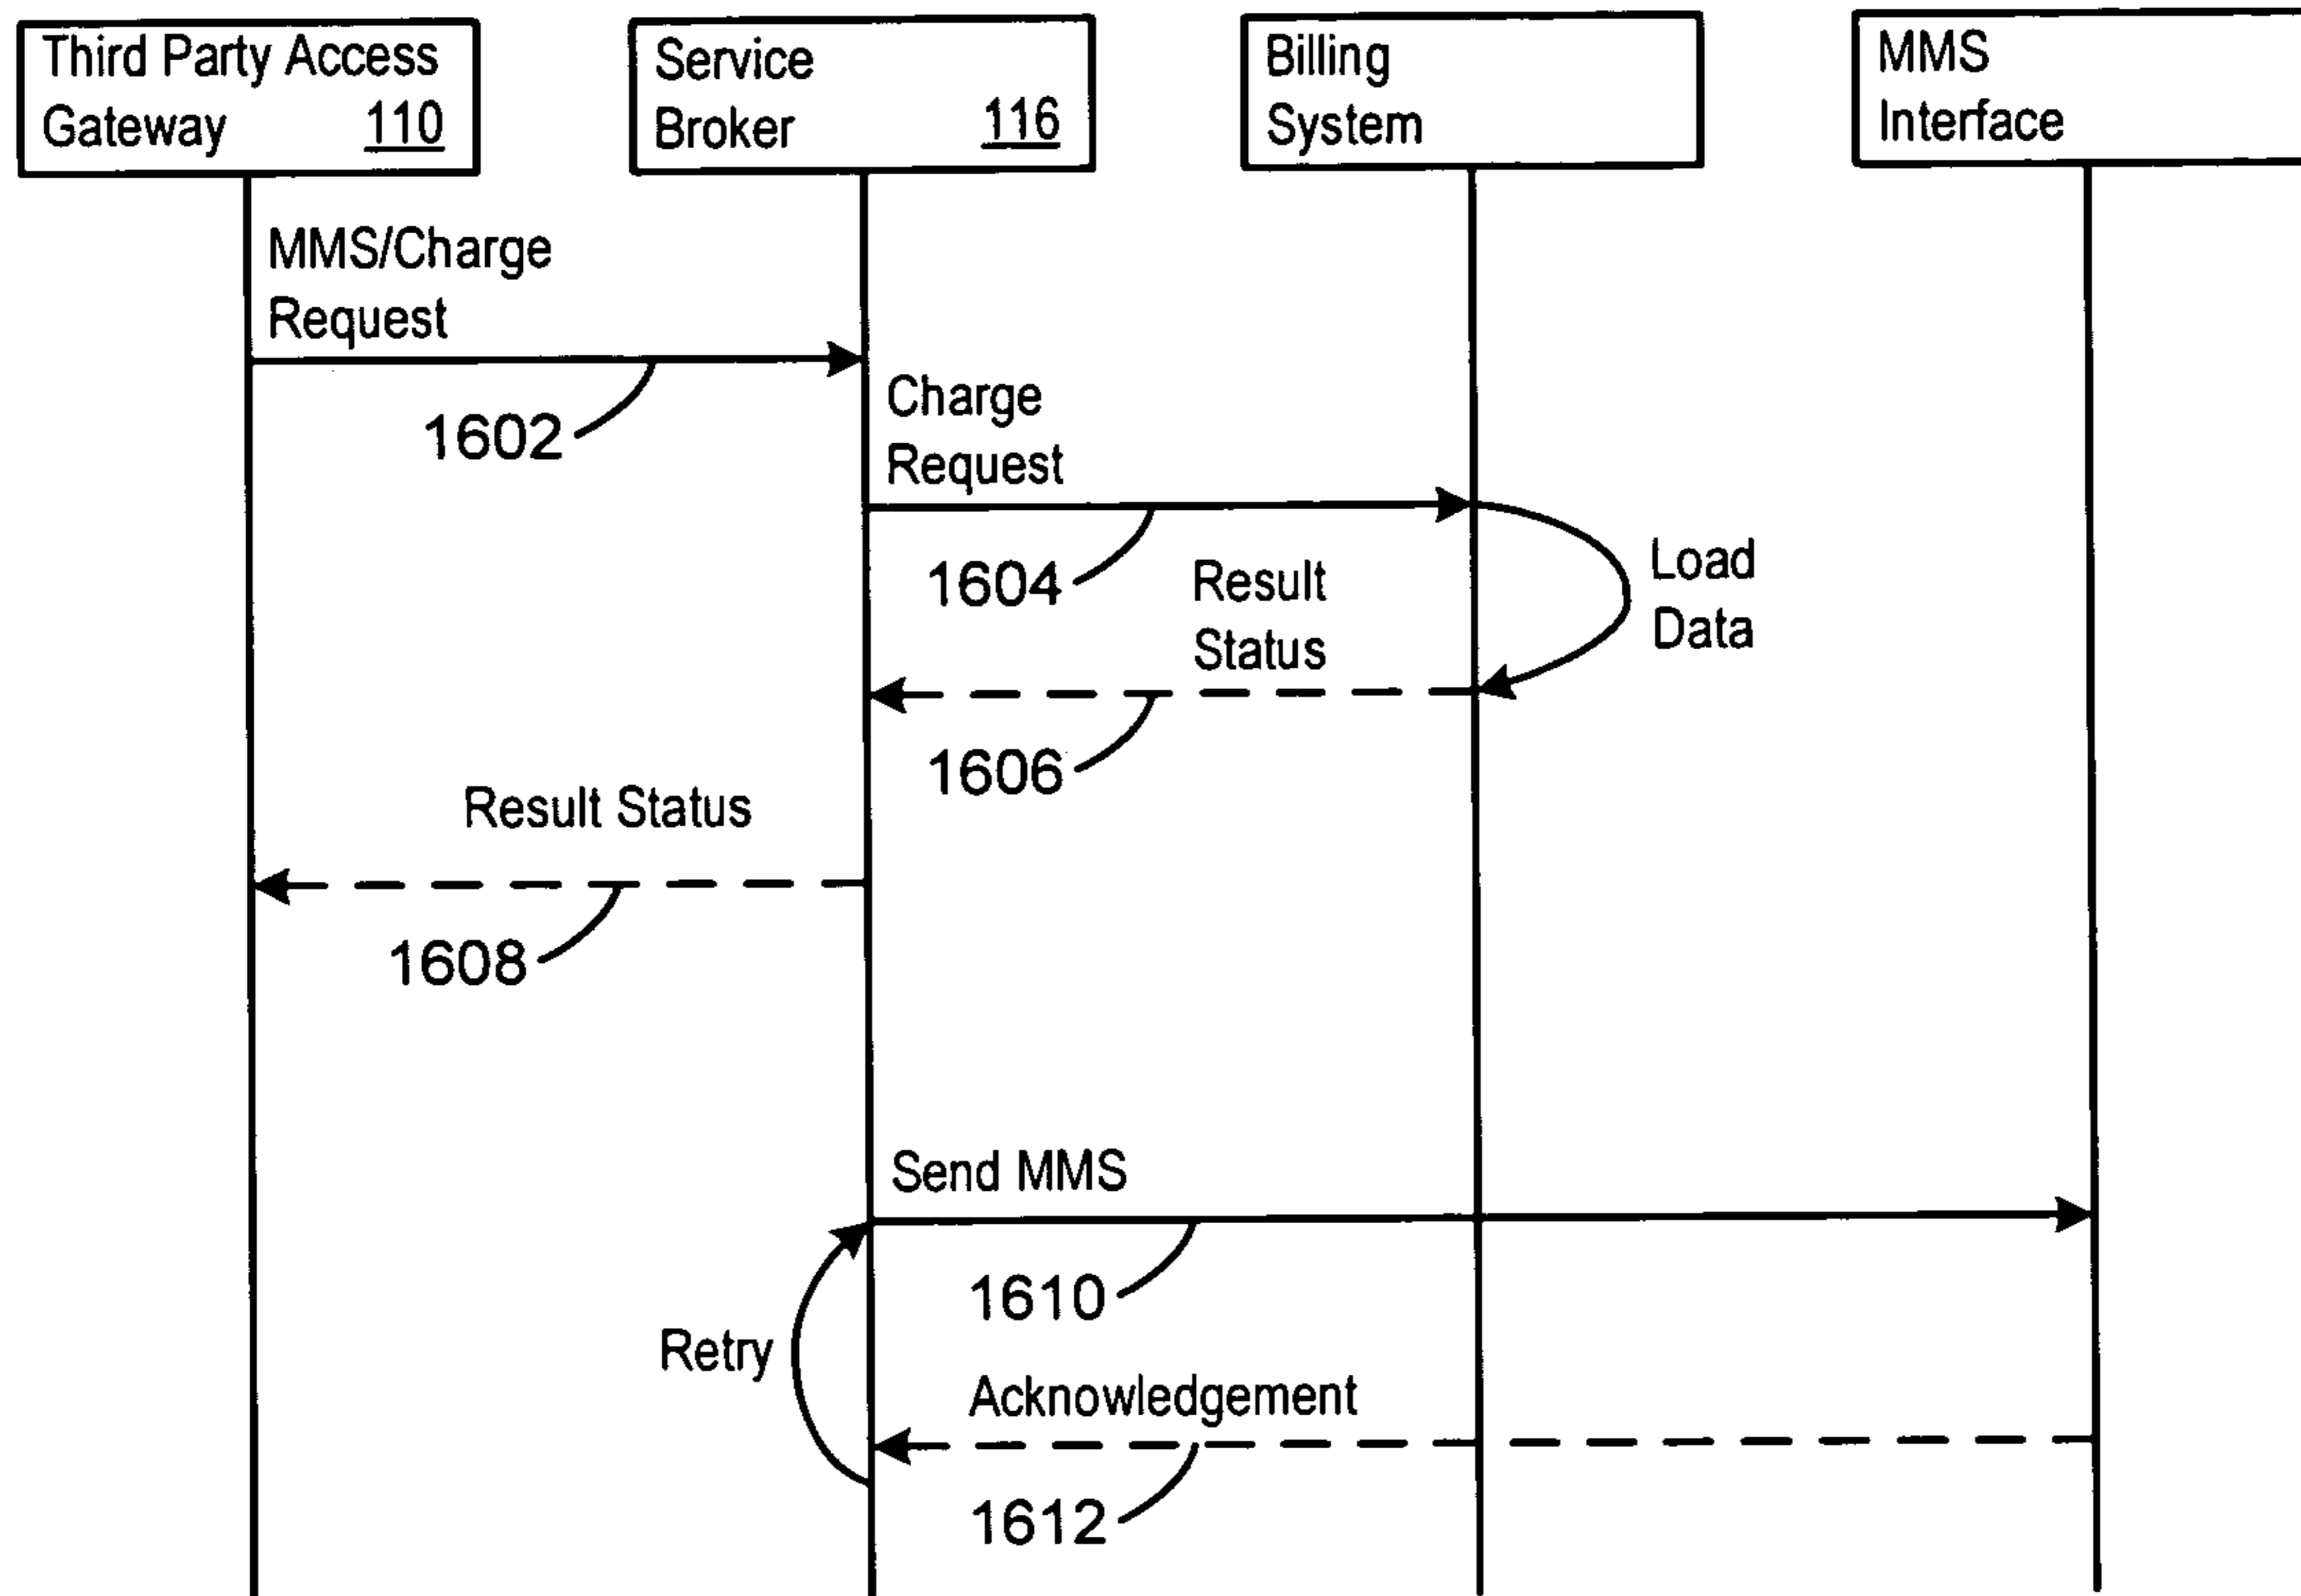 Third Party Access
Gateway 110
Service
Broker 116
Billing
System
MMS
Interface
MMS/Charge
Request
1602
Charge
Request
1604
Result
Status
Load
Data
1606
Result Status
1608
Send MMS
1610
Retry
Acknowledgement
1612